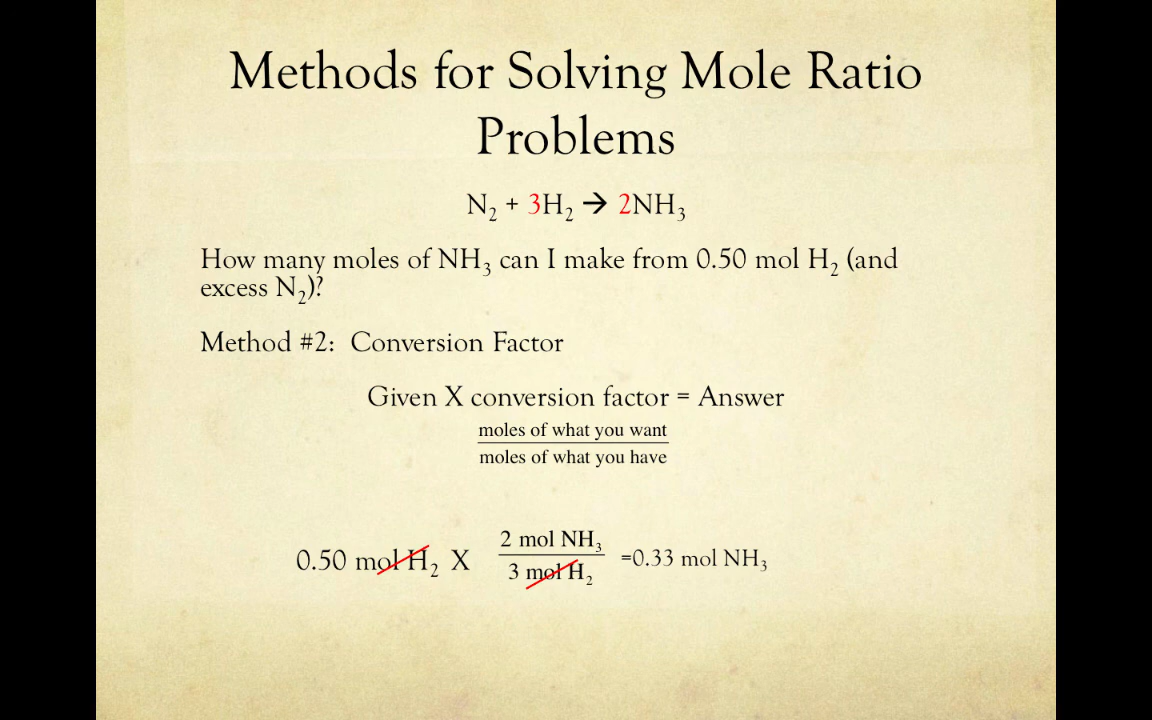 Methods for Solving Mole Ratio
Problems
N₂ + 3H₂ → 2NH₃
How many moles of NH₃ can I make from 0.50 mol H₂ (and
excess N₂)?
Method #2: Conversion Factor
Given X conversion factor = Answer
moles of what you want
moles of what you have
2 mol NH₃
0.50 mol H₂ X =0.33 mol NH₃
3 mol H₂